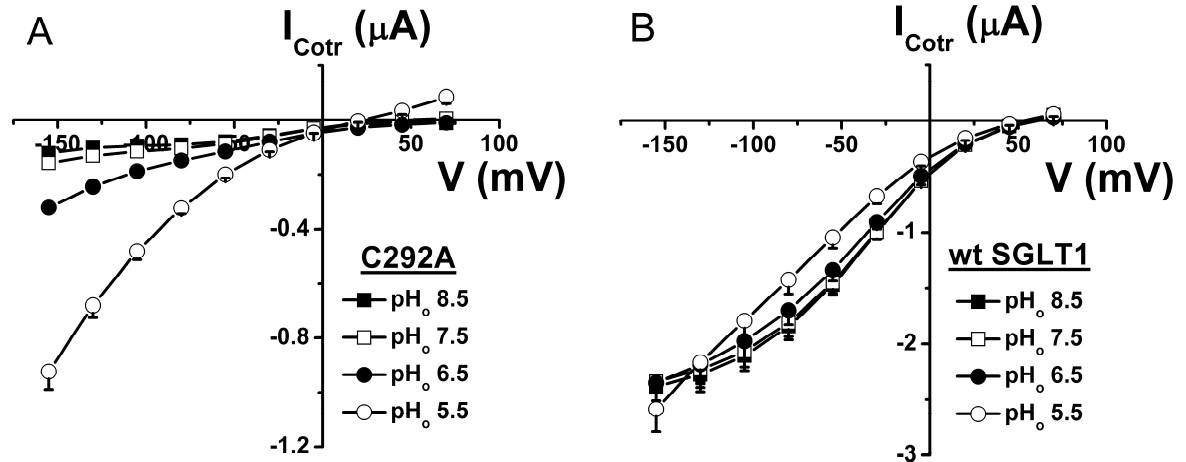 A
I_Cotr (μA)
-150 -100 -50 50 100
V (mV)
-0.4
-0.8
-1.2
C292A
pH_o 8.5
pH_o 7.5
pH_o 6.5
pH_o 5.5
B
I_Cotr (μA)
-150 -100 -50 50 100
V (mV)
-1
-2
-3
wt SGLT1
pH_o 8.5
pH_o 7.5
pH_o 6.5
pH_o 5.5